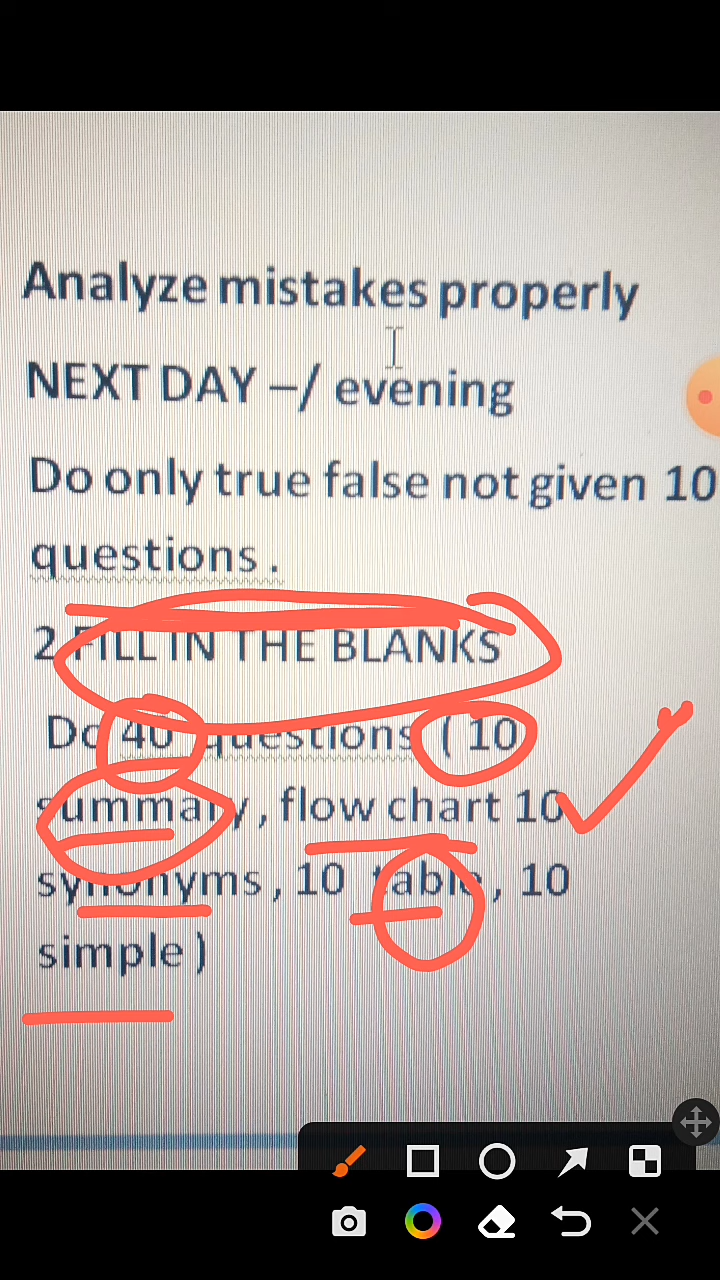 Analyze mistakes properly
NEXT DAY –/ evening
Do only true false not given 10
questions .
2 FILL IN THE BLANKS
Do 40 questions ( 10
summary , flow chart 10
synonyms , 10 table , 10
simple )